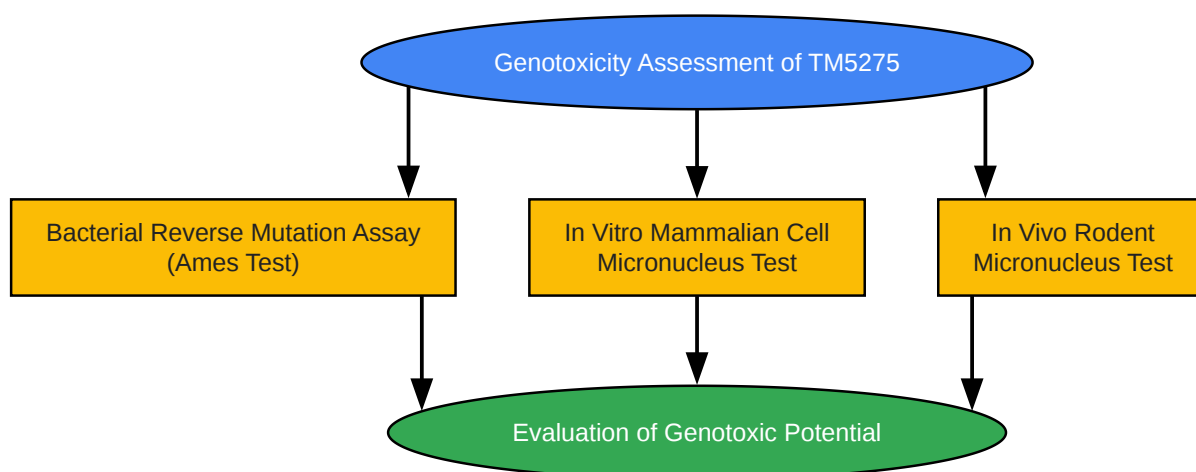 Genotoxicity Assessment of TM5275
Bacterial Reverse Mutation Assay
(Ames Test)
In Vitro Mammalian Cell
Micronucleus Test
In Vivo Rodent
Micronucleus Test
Evaluation of Genotoxic Potential